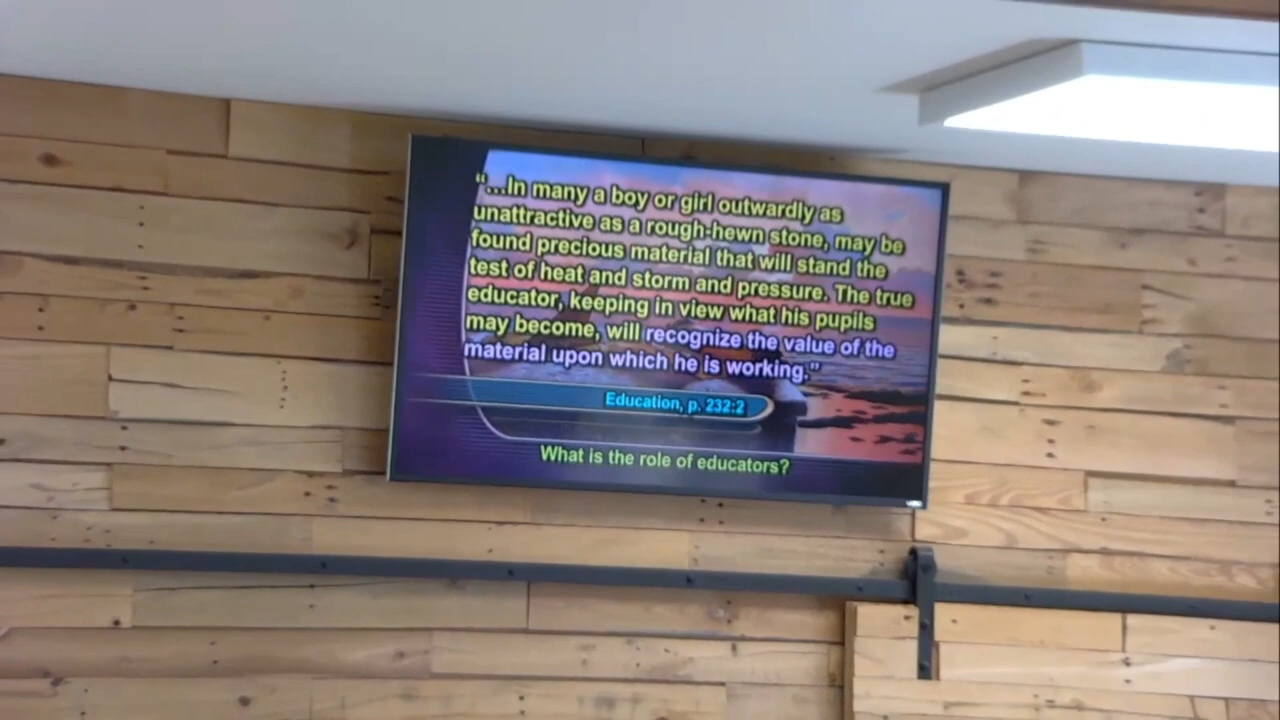 “...In many a boy or girl outwardly as
unattractive as a rough-hewn stone, may be
found precious material that will stand the
test of heat and storm and pressure. The true
educator, keeping in view what his pupils
may become, will recognize the value of the
material upon which he is working.”
Education, p. 232:2
What is the role of educators?